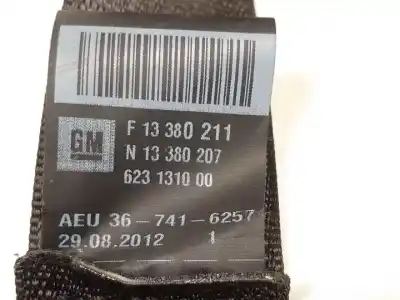 GM
F 13 380 211
N 13 380 207
623 1310 00
AEU 36-741-6257
29.08.2012 1